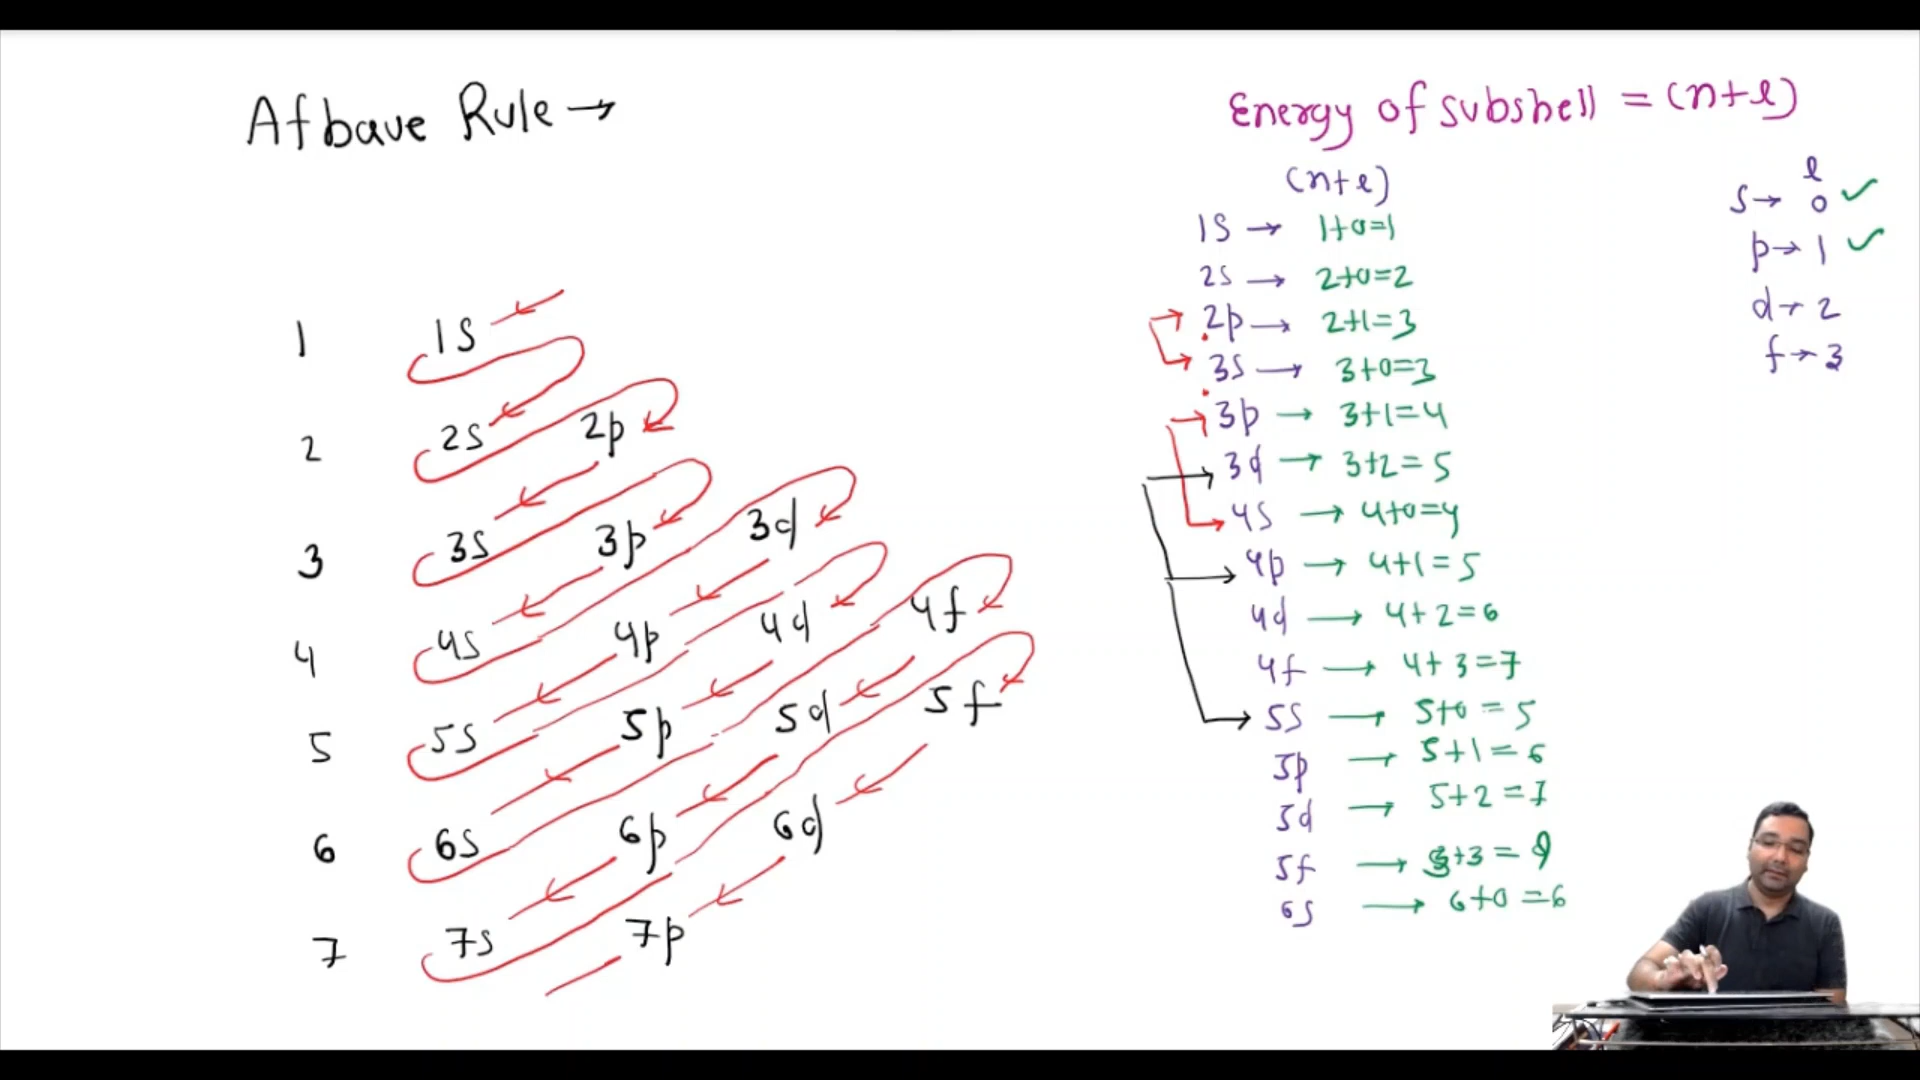 Afbaue Rule →
1 1s
2 2s 2p
3 3s 3p 3d
4 4s 4p 4d 4f
5 5s 5p 5d 5f
6 6s 6p 6d
7 7s 7p
Energy of subshell = (n+l)
(n+l)
1s → 1+0=1
2s → 2+0=2
2p → 2+1=3
3s → 3+0=3
3p → 3+1=4
3d → 3+2=5
4s → 4+0=4
4p → 4+1=5
4d → 4+2=6
4f → 4+3=7
5s → 5+0=5
5p → 5+1=6
5d → 5+2=7
5f →
6s → 6+0=6
l
s → 0 ✓
p → 1 ✓
d → 2
f → 3